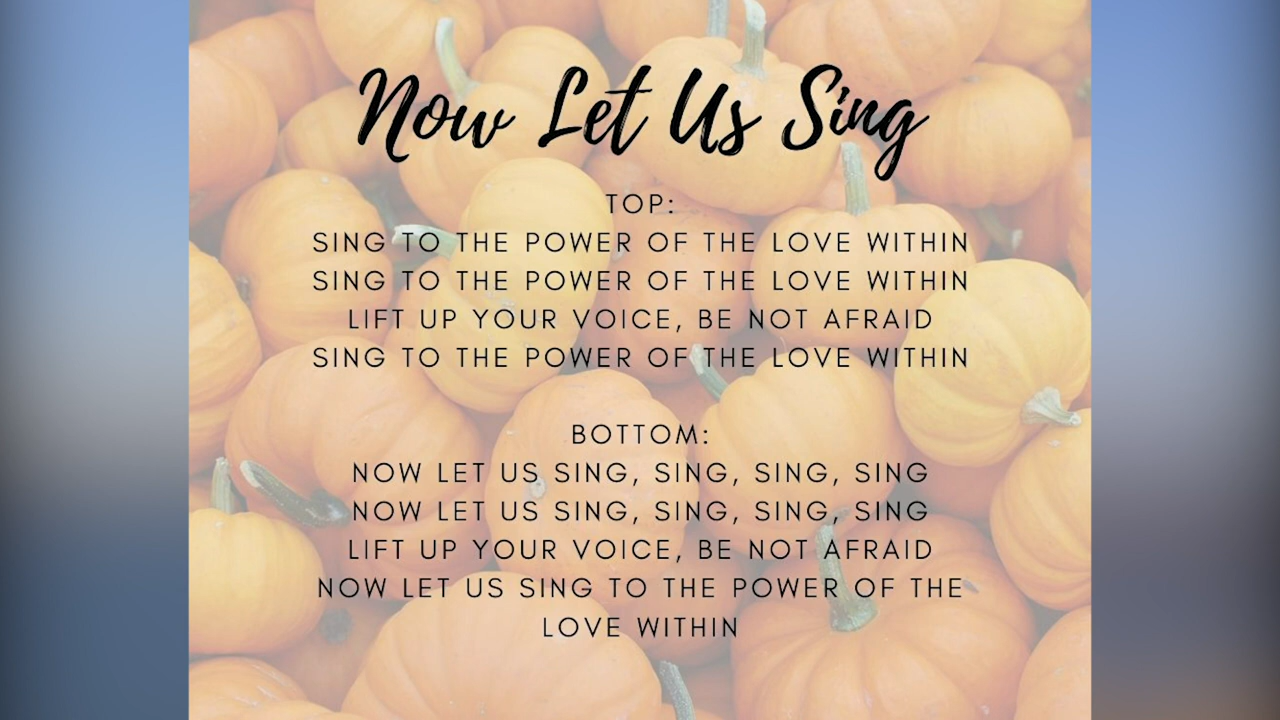 Now Let Us Sing
TOP:
SING TO THE POWER OF THE LOVE WITHIN
SING TO THE POWER OF THE LOVE WITHIN
LIFT UP YOUR VOICE, BE NOT AFRAID
SING TO THE POWER OF THE LOVE WITHIN
BOTTOM:
NOW LET US SING, SING, SING, SING
NOW LET US SING, SING, SING, SING
LIFT UP YOUR VOICE, BE NOT AFRAID
NOW LET US SING TO THE POWER OF THE
LOVE WITHIN